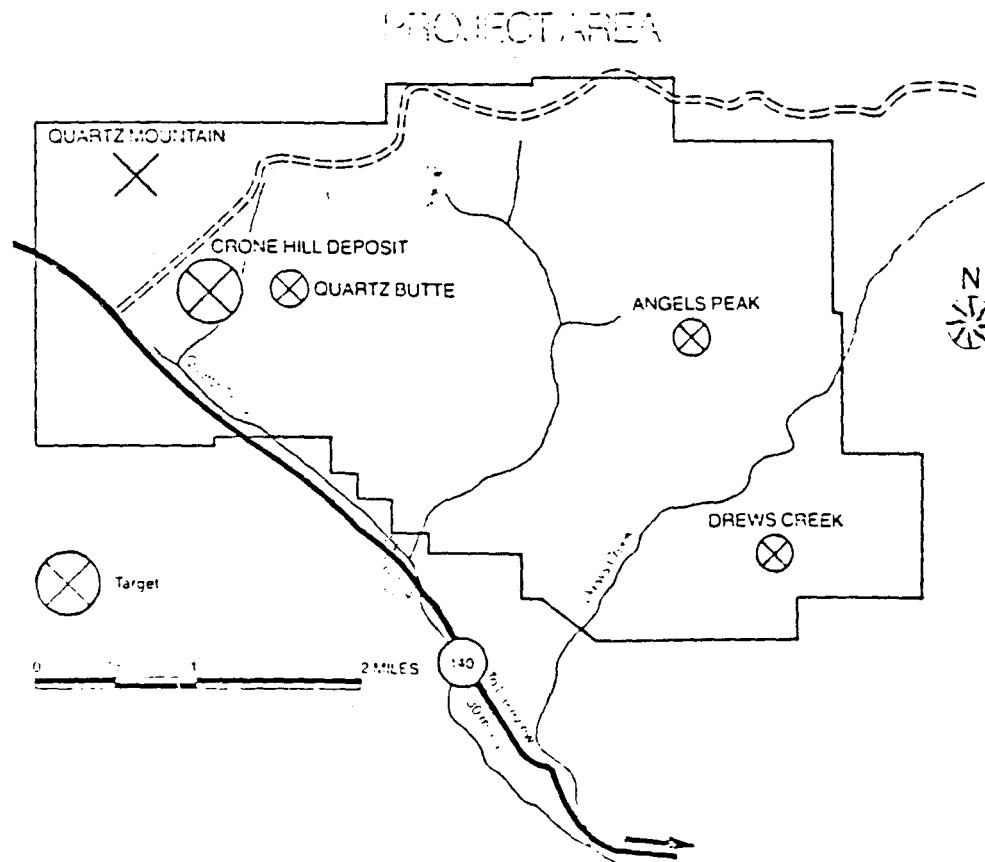 PROJECT AREA
QUARTZ MOUNTAIN
CRONE HILL DEPOSIT
QUARTZ BUTTE
ANGELS PEAK
N
DREWS CREEK
Target
0
1
2 MILES
140